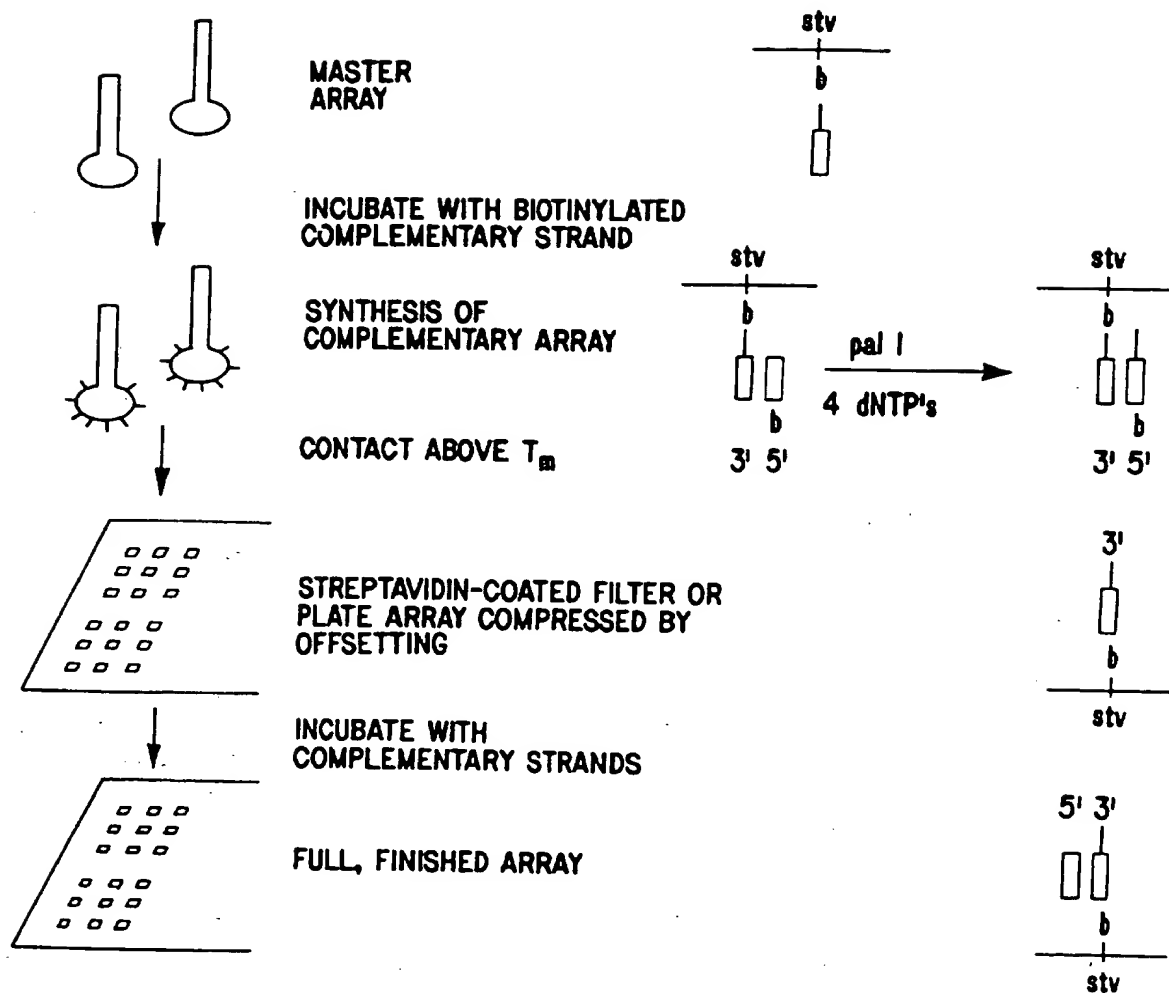 stv
MASTER
ARRAY
b
INCUBATE WITH BIOTINYLATED
COMPLEMENTARY STRAND
stv
stv
SYNTHESIS OF
COMPLEMENTARY ARRAY
b
b
pal I
4 dNTP's
b
b
CONTACT ABOVE Tm
3' 5'
3' 5'
3'
STREPTAVIDIN-COATED FILTER OR
PLATE ARRAY COMPRESSED BY
OFFSETTING
b
stv
INCUBATE WITH
COMPLEMENTARY STRANDS
5' 3'
FULL, FINISHED ARRAY
b
stv